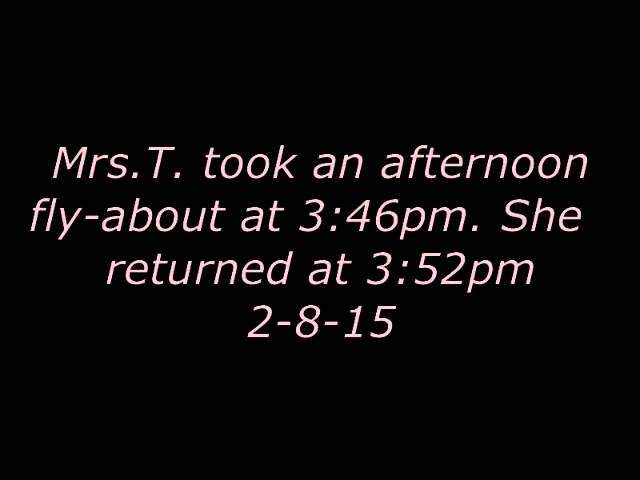 Mrs.T. took an afternoon
fly-about at 3:46pm. She
returned at 3:52pm
2-8-15